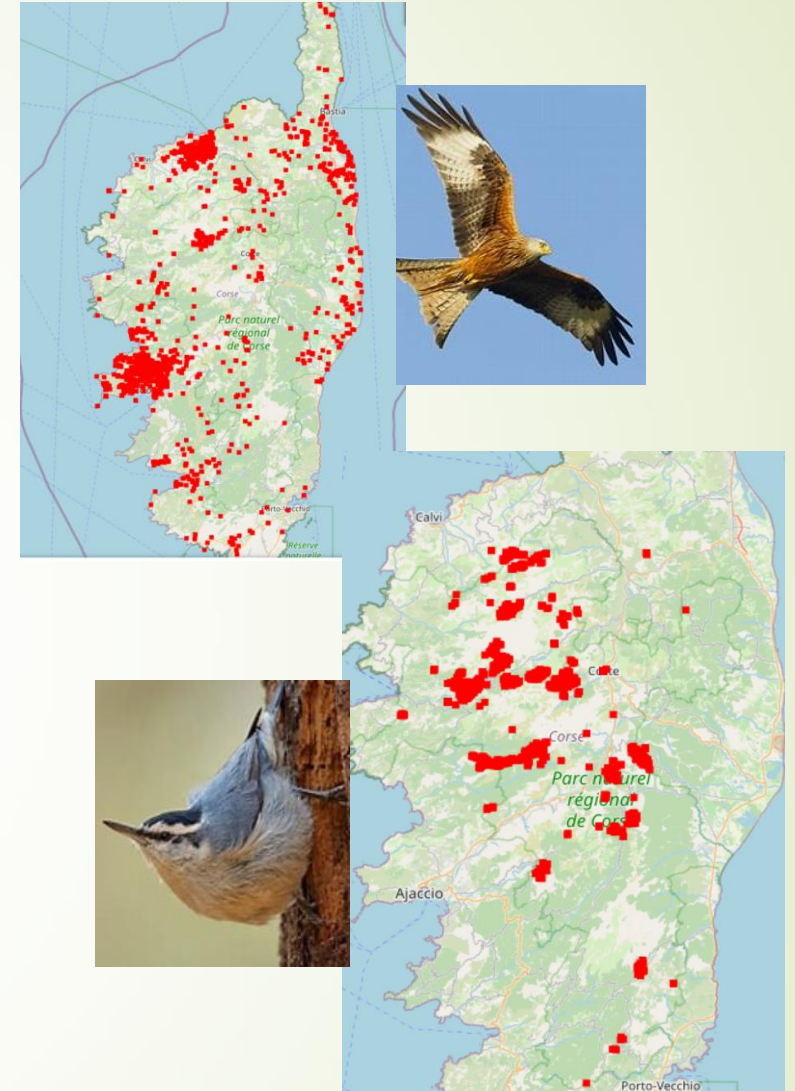 Bastia
Corse
Parc naturel
régional
de Corse
Porto-Vecchio
Réserve
naturelle
Calvi
Corte
Corse
Parc naturel
régional
de Corse
Ajaccio
Porto-Vecchio